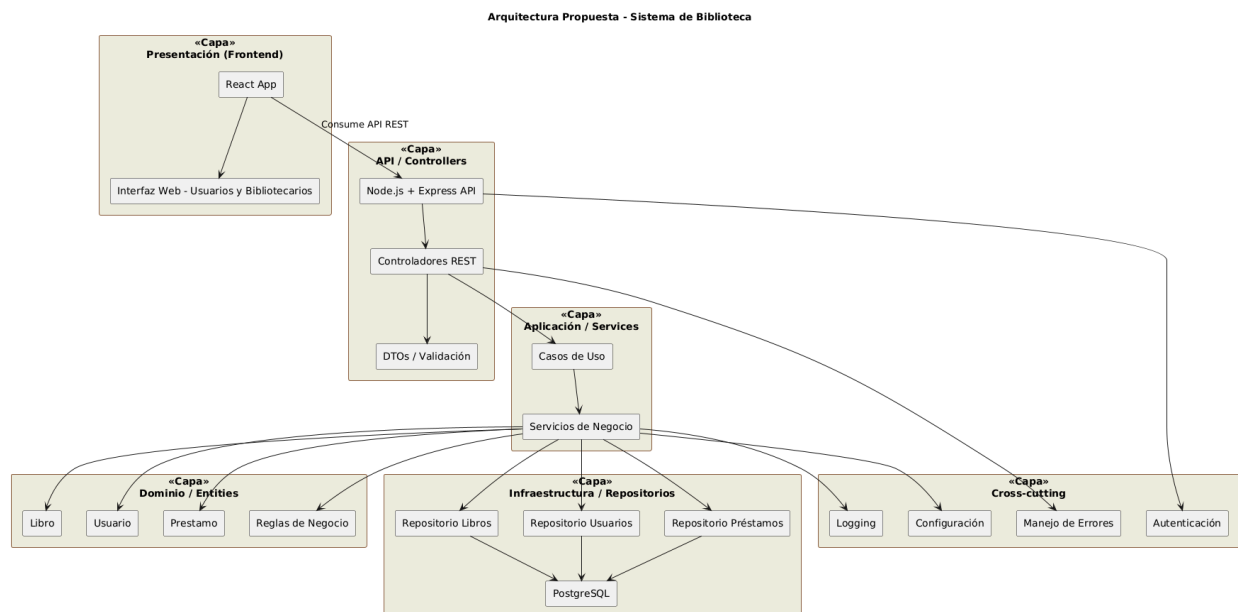 Arquitectura Propuesta - Sistema de Biblioteca
«Capa»
Presentación (Frontend)
React App
Consume API REST
Interfaz Web - Usuarios y Bibliotecarios
«Capa»
API / Controllers
Node.js + Express API
Controladores REST
DTOs / Validación
«Capa»
Aplicación / Services
Casos de Uso
Servicios de Negocio
«Capa»
Dominio / Entities
Libro
Usuario
Prestamo
Reglas de Negocio
«Capa»
Infraestructura / Repositorios
Repositorio Libros
Repositorio Usuarios
Repositorio Préstamos
PostgreSQL
«Capa»
Cross-cutting
Logging
Configuración
Manejo de Errores
Autenticación